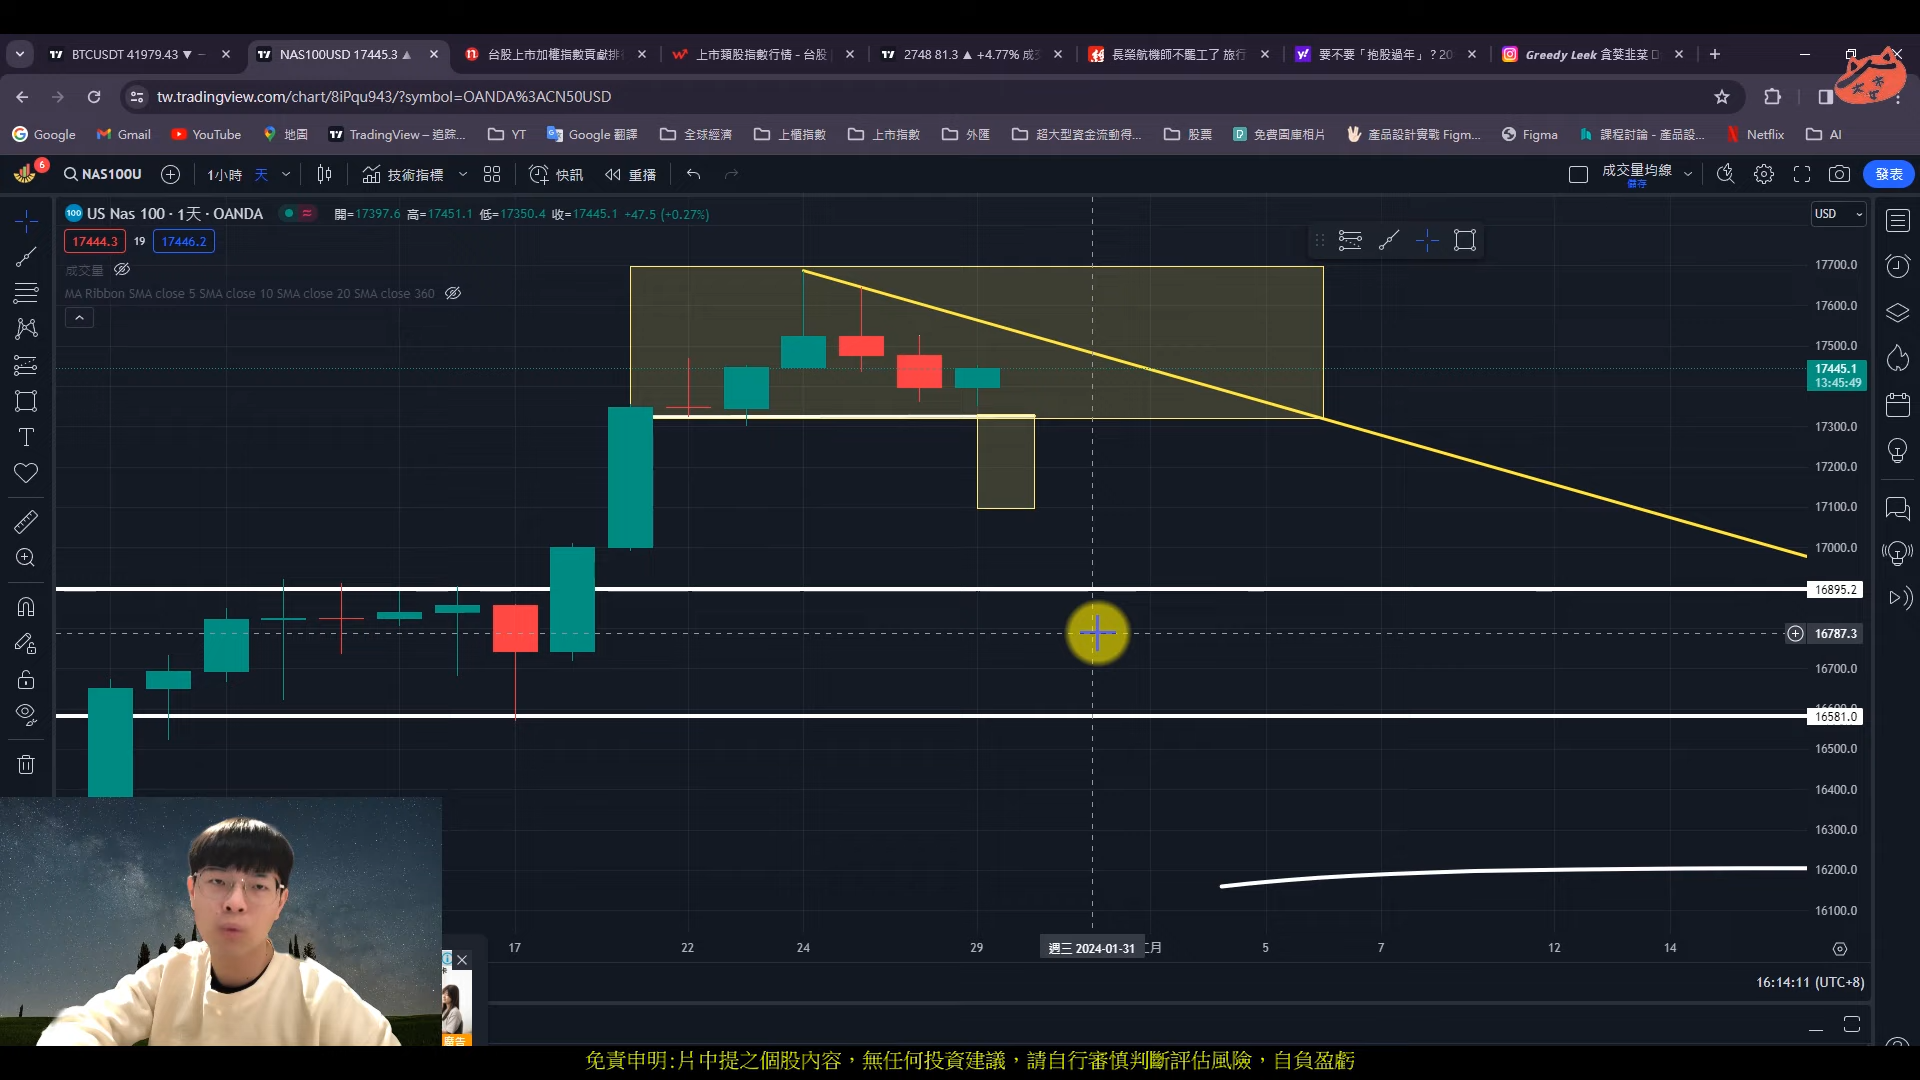 BTCUSDT 41979.43 ▼ −
NAS100USD 17445.3 ▲
台股上市加權指數貢獻排
上市類股指數行情 - 台股
2748 81.3 ▲ +4.77% 成
長榮航機師不罷工了 旅行
要不要「抱股過年」? 20
Greedy Leek 貪婪韭菜 D
tw.tradingview.com/chart/8iPqu943/?symbol=OANDA%3ACN50USD
Google
Gmail
YouTube
地圖
TradingView – 追蹤...
YT
Google 翻譯
全球經濟
上櫃指數
上市指數
外匯
超大型資金流動得...
股票
免費圖庫相片
產品設計實戰 Figm...
Figma
課程討論 - 產品設...
Netflix
AI
6
NAS100U
1小時 天
技術指標
快訊
重播
成交量均線
儲存
發表
100 US Nas 100 · 1天 · OANDA
開=17397.6 高=17451.1 低=17350.4 收=17445.1 +47.5 (+0.27%)
USD
17444.3 19 17446.2
成交量
MA Ribbon SMA close 5 SMA close 10 SMA close 20 SMA close 360
17700.0
17600.0
17500.0
17445.1
13:45:49
17300.0
17200.0
17100.0
17000.0
16895.2
16787.3
16700.0
16581.0
16500.0
16400.0
16300.0
16200.0
16100.0
17
22
24
29
週三 2024-01-31
二月
5
7
12
14
16:14:11 (UTC+8)
廣告
免責申明:片中提之個股內容，無任何投資建議，請自行審慎判斷評估風險，自負盈虧